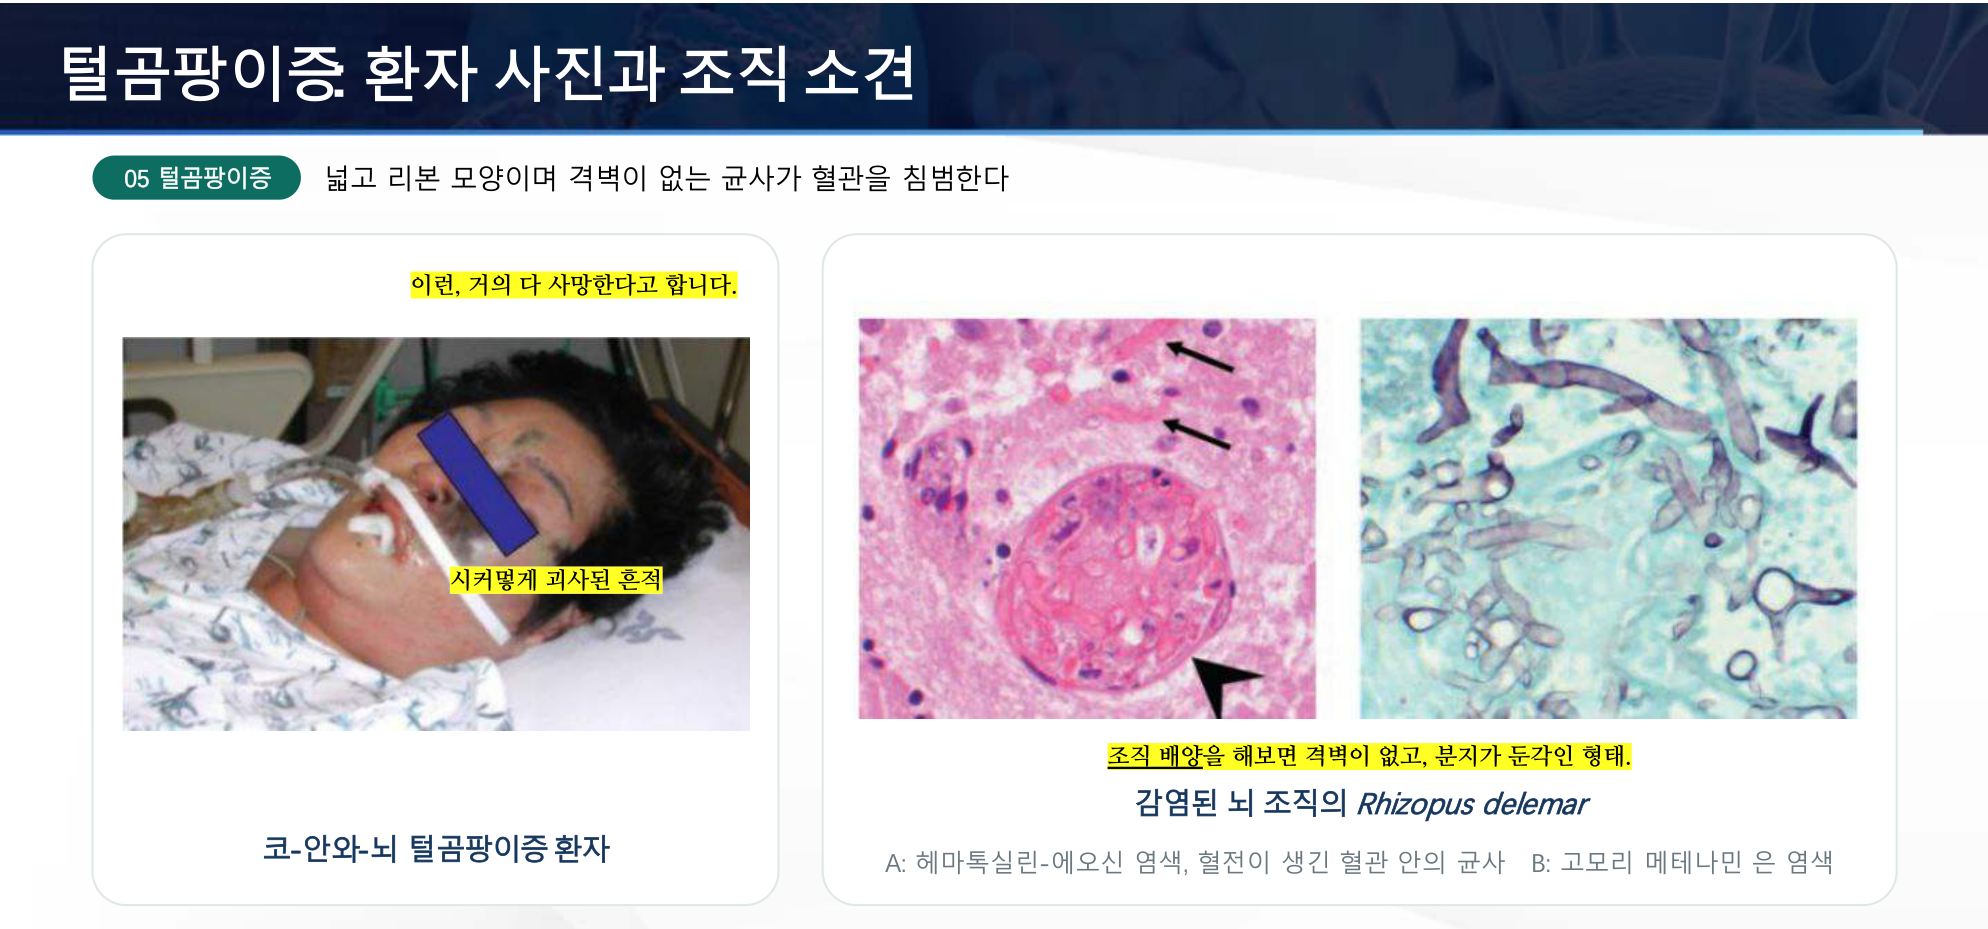 털곰팡이증: 환자 사진과 조직 소견
05 털곰팡이증
넓고 리본 모양이며 격벽이 없는 균사가 혈관을 침범한다
이런, 거의 다 사망한다고 합니다.
시커멓게 괴사된 흔적
코-안와-뇌 털곰팡이증 환자
조직 배양을 해보면 격벽이 없고, 분지가 둔각인 형태.
감염된 뇌 조직의 Rhizopus delemar
A: 헤마톡실린-에오신 염색, 혈전이 생긴 혈관 안의 균사 B: 고모리 메테나민 은 염색